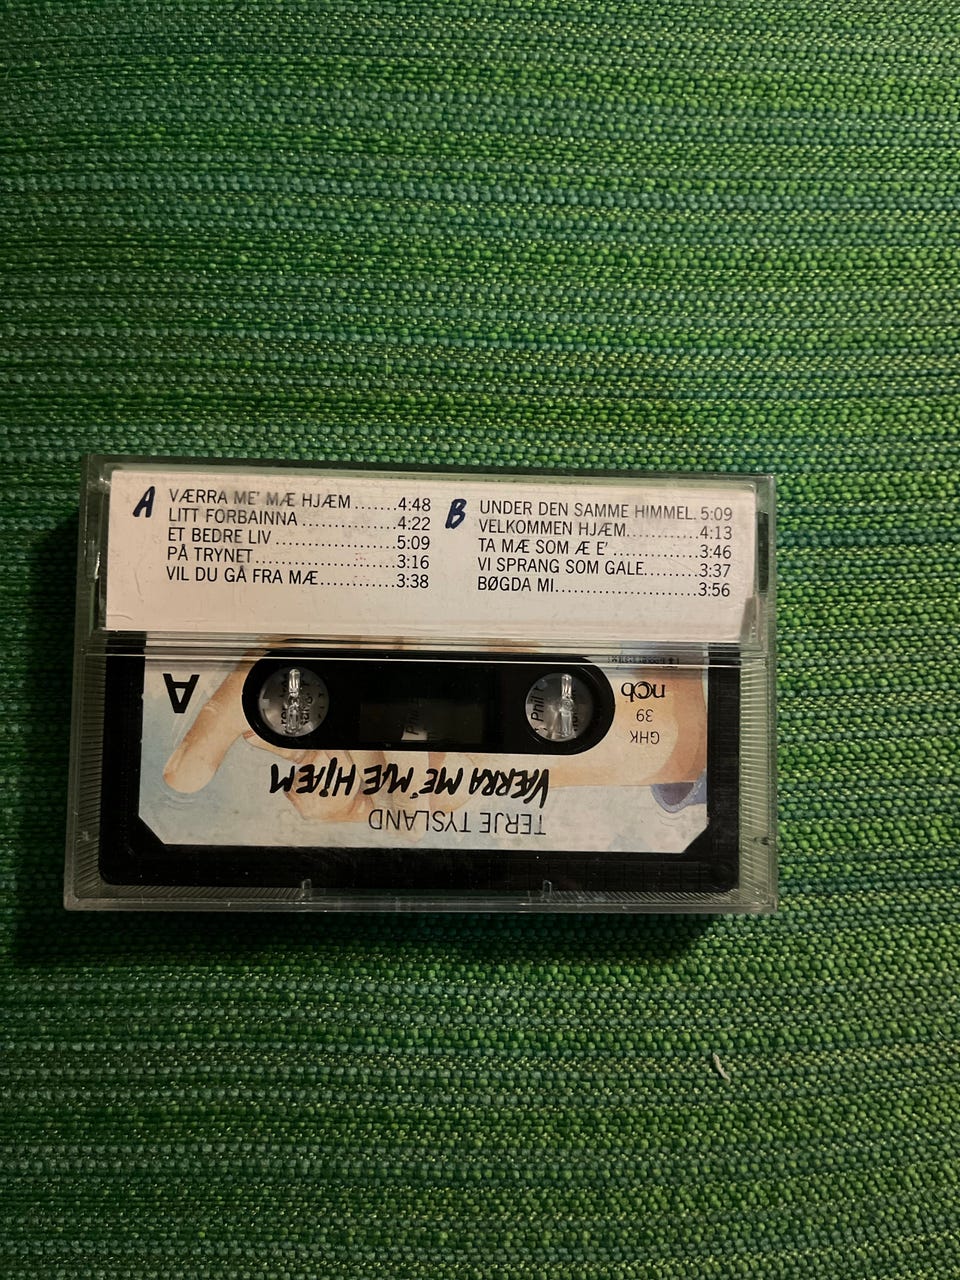 A
VÆRRA ME' MÆ HJÆM.......4:48
LITT FORBAINNA..............4:22
ET BEDRE LIV..................5:09
PÅ TRYNET.....................3:16
VIL DU GÅ FRA MÆ...........3:38
B
UNDER DEN SAMME HIMMEL. 5:09
VELKOMMEN HJÆM...........4:13
TA MÆ SOM Æ E'..............3:46
VI SPRANG SOM GALE........3:37
BØGDA MI......................3:56
TERJE TYSLAND
VÆRRA ME' MÆ HJÆM
GHK
39
ncb
A